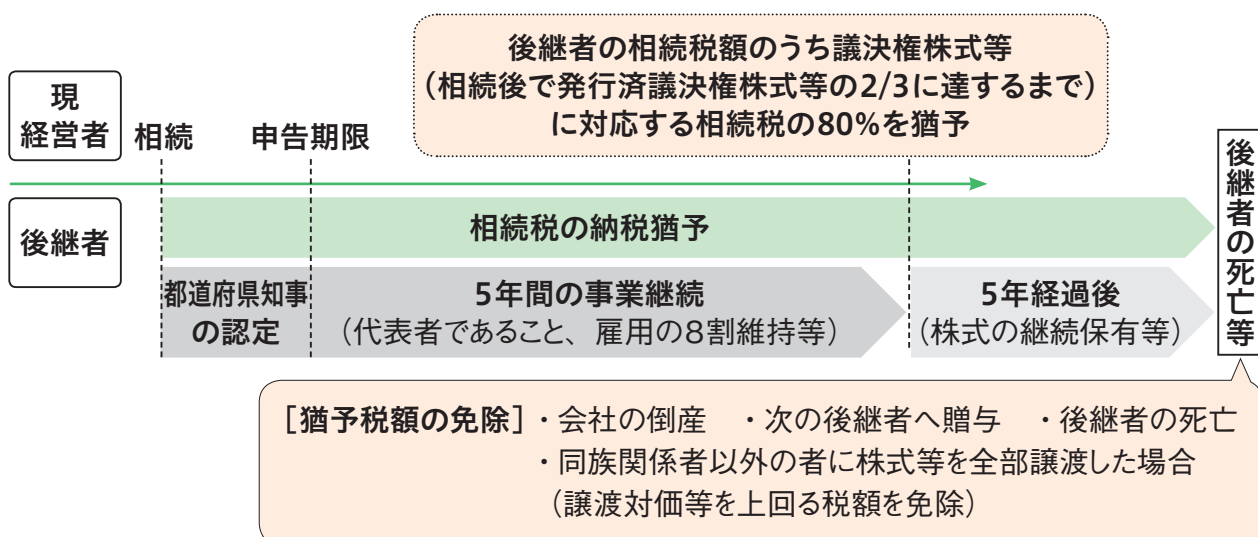 後継者の相続税額のうち議決権株式等
(相続後で発行済議決権株式等の2/3に達するまで)
に対応する相続税の80%を猶予
現
経営者
相続
申告期限
後継者
相続税の納税猶予
都道府県知事
の認定
5年間の事業継続
(代表者であること、雇用の8割維持等)
5年経過後
(株式の継続保有等)
後継者の死亡等
[猶予税額の免除]・会社の倒産 ・次の後継者へ贈与 ・後継者の死亡
・同族関係者以外の者に株式等を全部譲渡した場合
(譲渡対価等を上回る税額を免除)